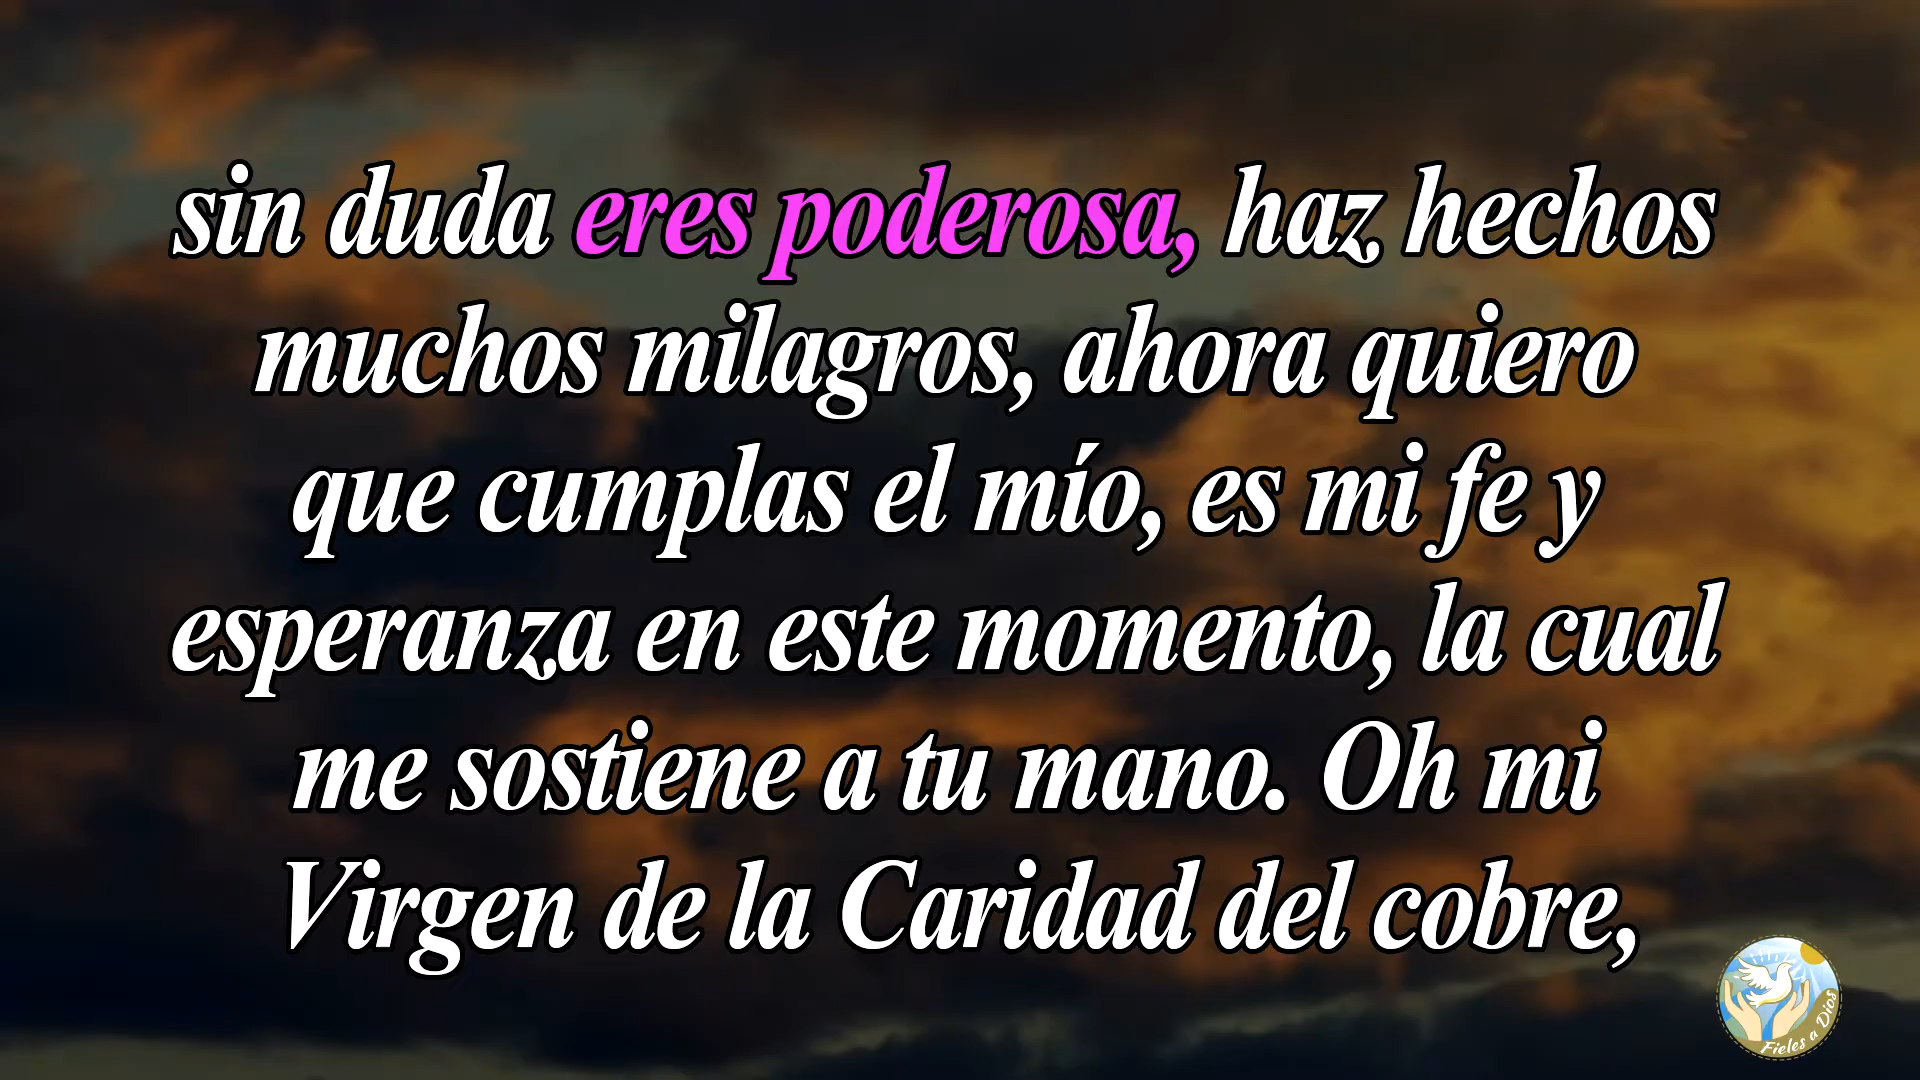 sin duda eres poderosa, haz hechos
muchos milagros, ahora quiero
que cumplas el mío, es mi fe y
esperanza en este momento, la cual
me sostiene a tu mano. Oh mi
Virgen de la Caridad del cobre,
Fieles a Dios